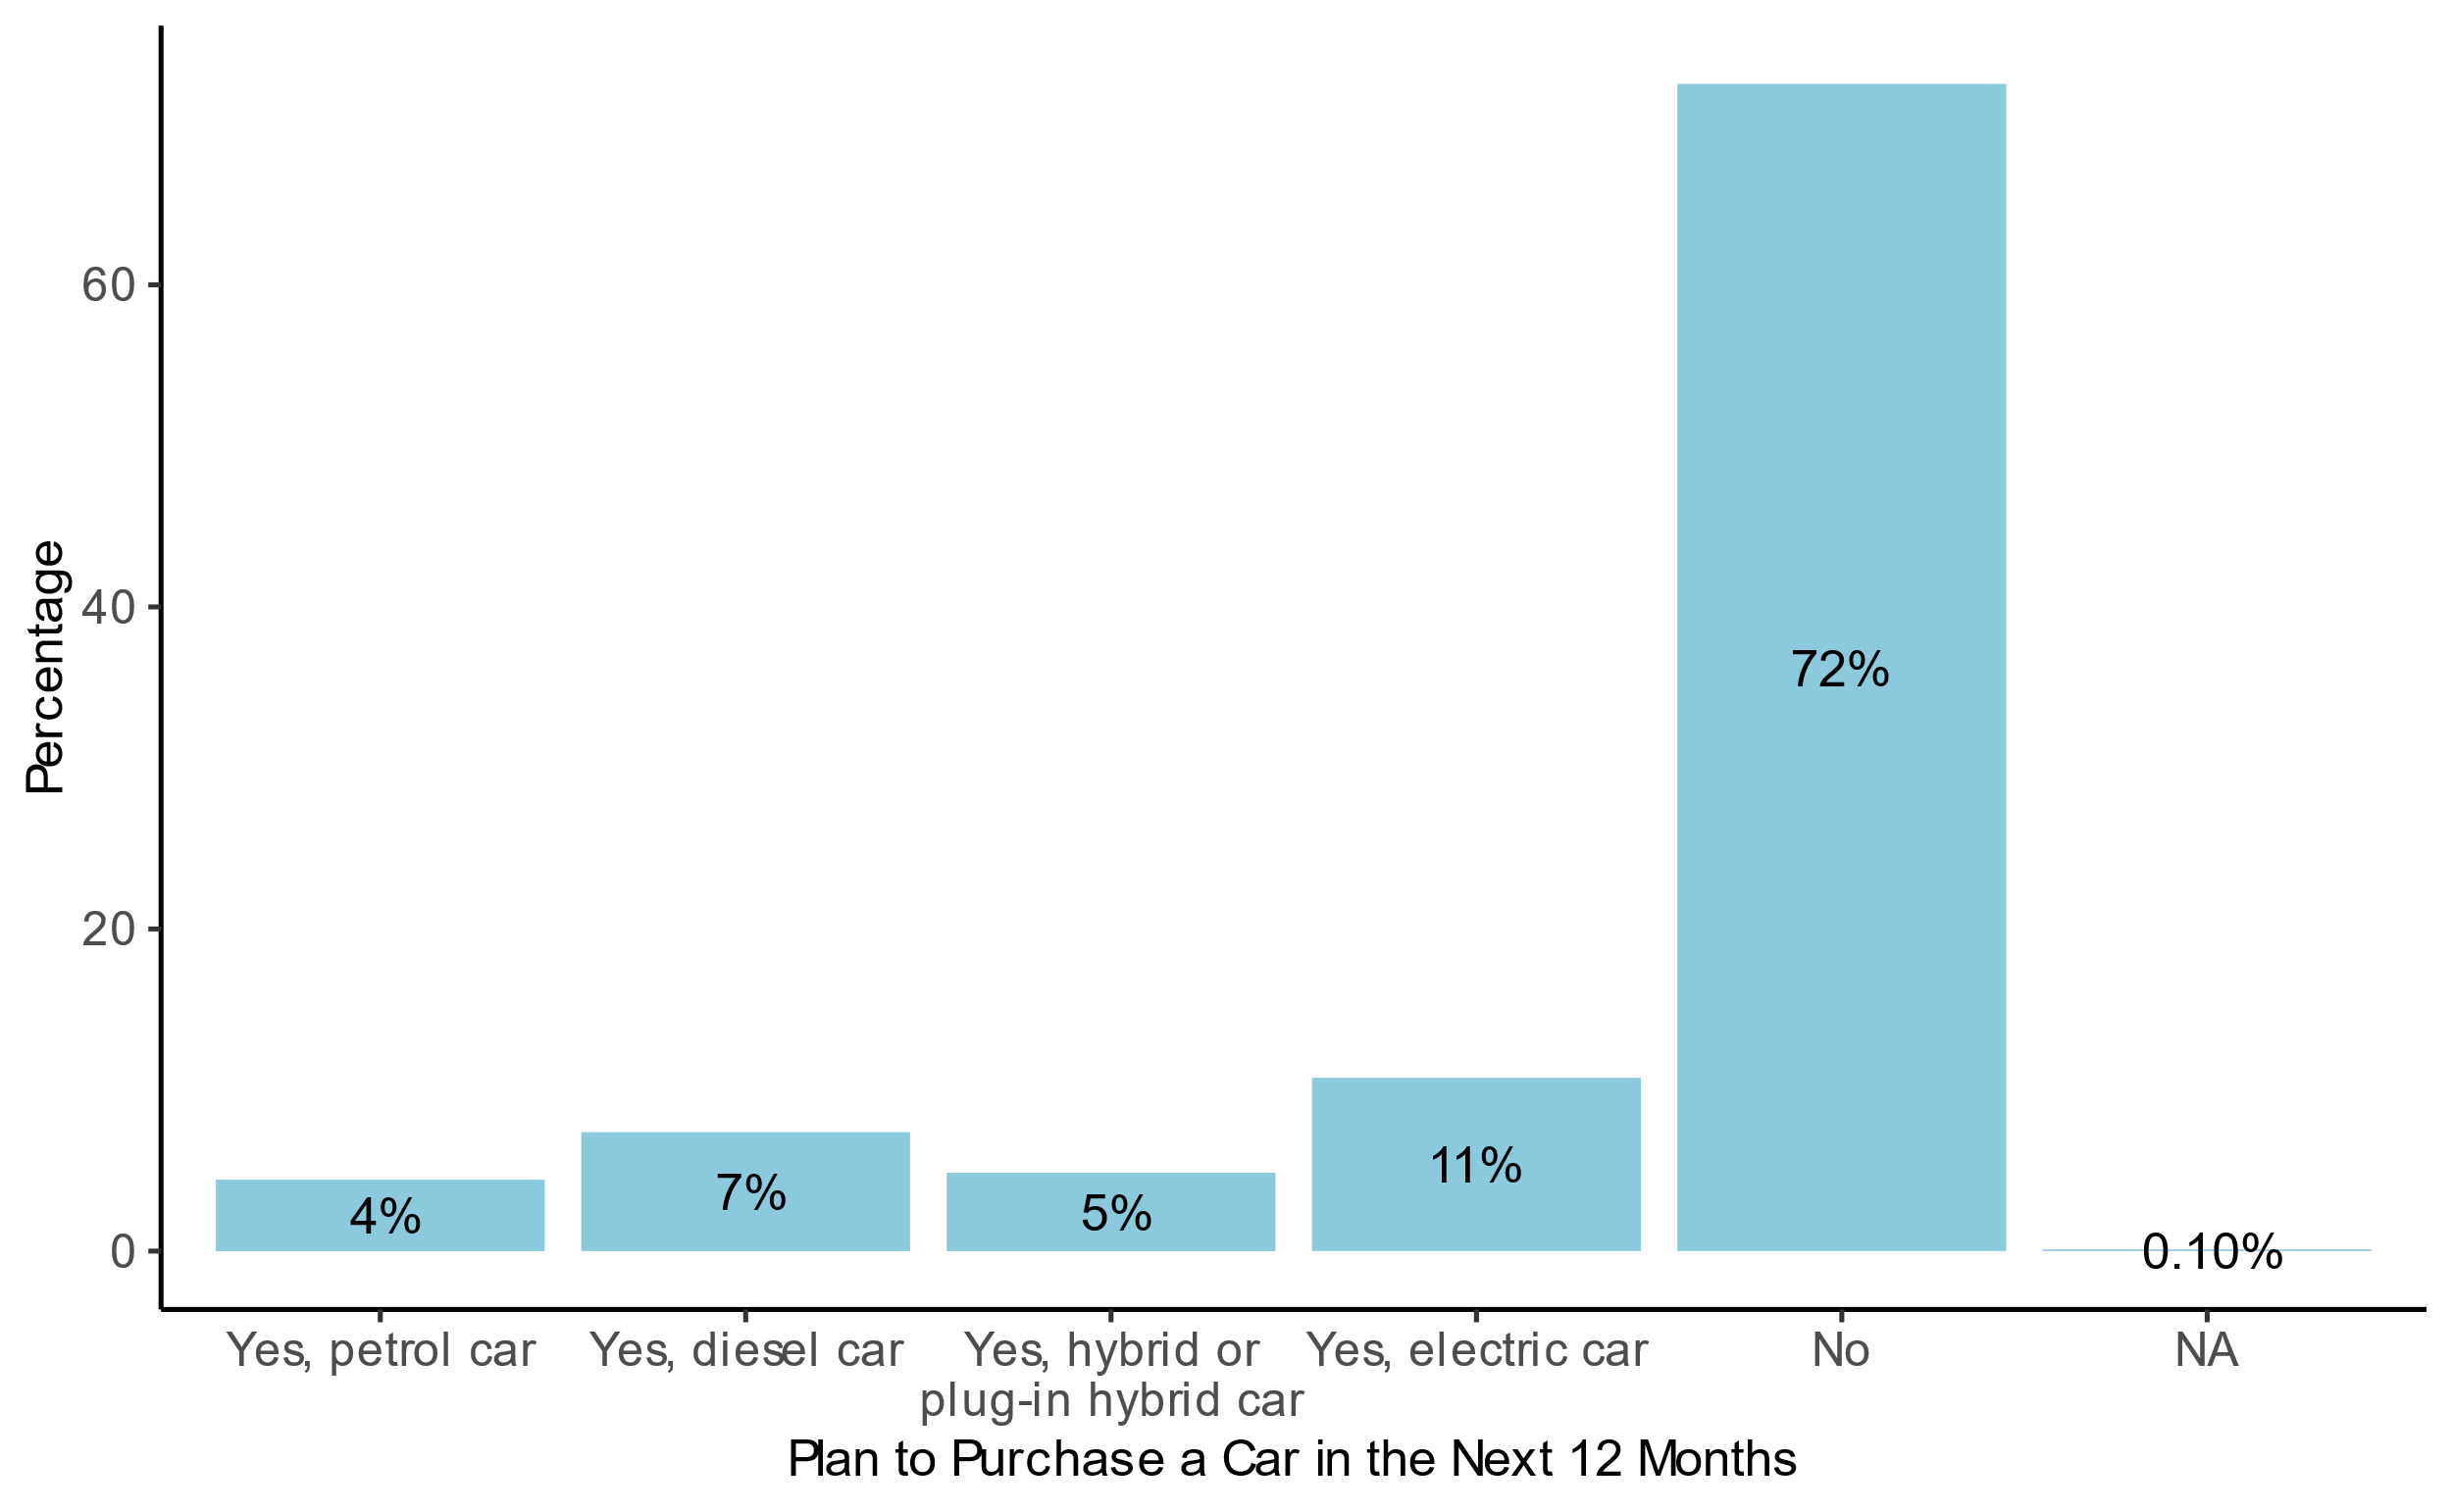 Percentage
60
40
20
0
4%
7%
5%
11%
72%
0.10%
Yes, petrol car
Yes, diesel car
Yes, hybrid or
plug-in hybrid car
Yes, electric car
No
NA
Plan to Purchase a Car in the Next 12 Months